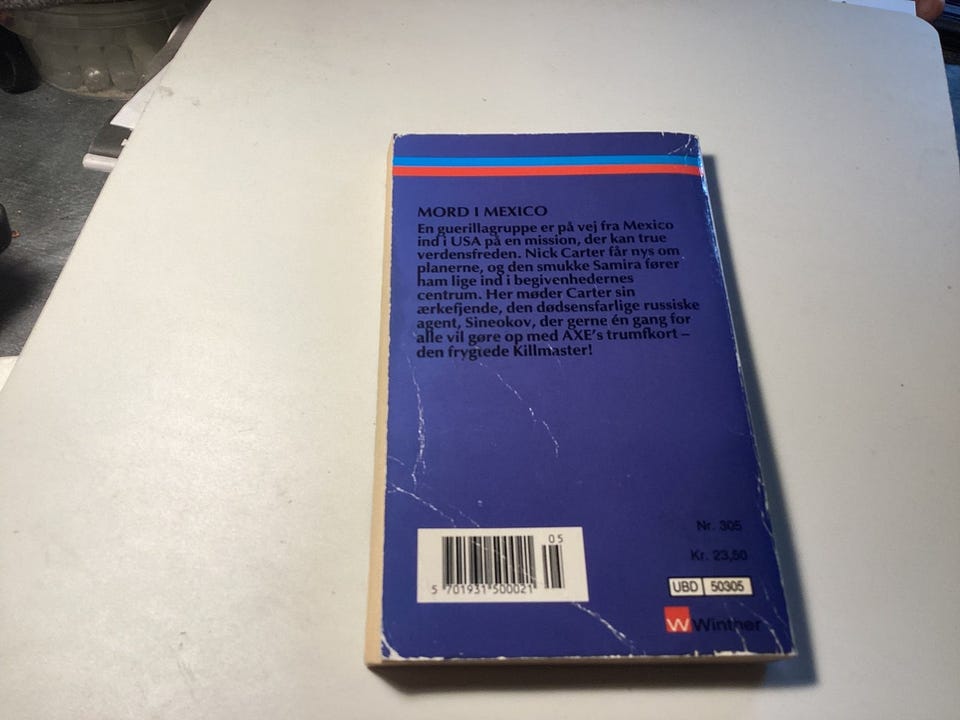 MORD I MEXICO
En guerillagruppe er på vej fra Mexico
ind i USA på en mission, der kan true
verdensfreden. Nick Carter får nys om
planerne, og den smukke Samira fører
ham lige ind i begivenhedernes
centrum. Her møder Carter sin
ærkefjende, den dødsensfarlige russiske
agent, Sineokov, der gerne én gang for
alle vil gøre op med AXE's trumfkort –
den frygtede Killmaster!
Nr. 305
Kr. 23,50
05
5 701931 500021
UBD 50305
W Wintner